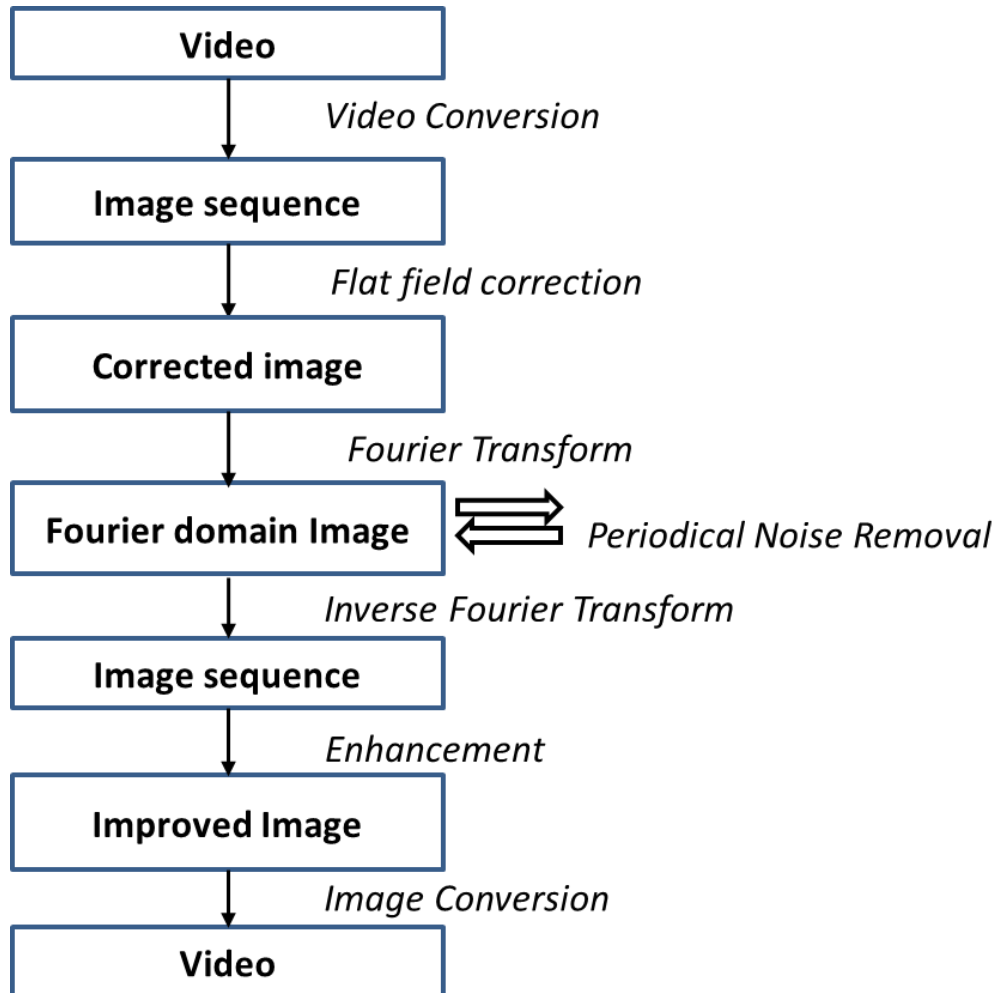 Video
Video Conversion
Image sequence
Flat field correction
Corrected image
Fourier Transform
Fourier domain Image
Periodical Noise Removal
Inverse Fourier Transform
Image sequence
Enhancement
Improved Image
Image Conversion
Video